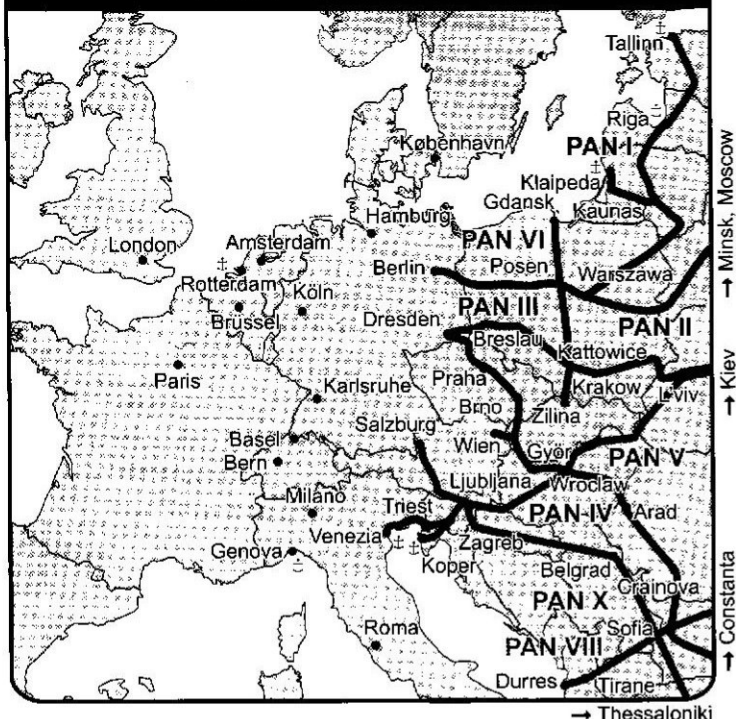 Tallinn
Riga
PAN I
København
Klaipeda
Gdansk
Kaunas
→ Minsk, Moscow
Hamburg
London
Amsterdam
PAN VI
Berlin
Posen
Warszawa
Rotterdam
Köln
PAN III
Brüssel
Dresden
PAN II
Breslau
Kattowice
→ Kiev
Paris
Praha
Krakow
L'viv
Karlsruhe
Brno
Zilina
Salzburg
Basel
Wien
Györ
PAN V
Bern
Ljubljana
Wroclaw
Milano
Triest
PAN IV
Arad
Venezia
Zagreb
Genova
Koper
Belgrad
Crainova
→ Constanta
PAN X
Roma
Sofia
PAN VIII
Durres
Tirane
→ Thessaloniki